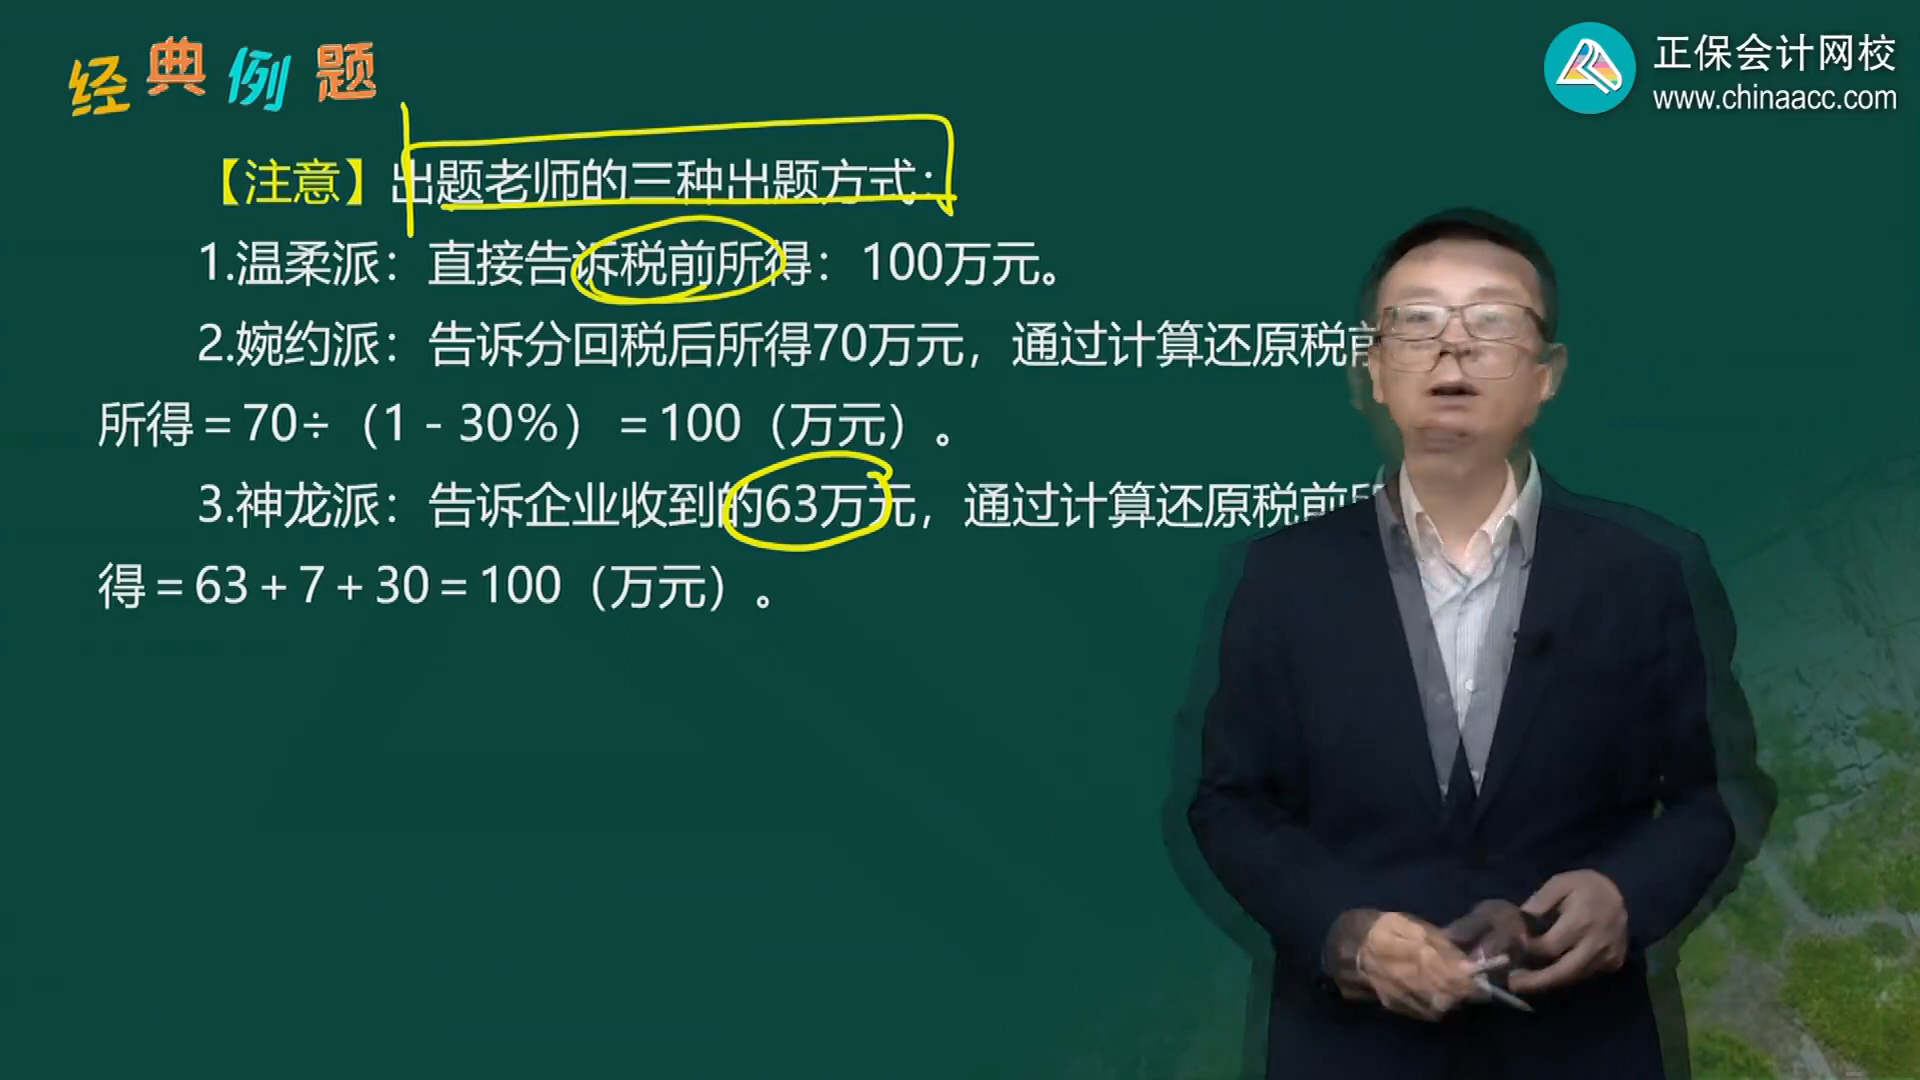 经典例题
正保会计网校
www.chinaacc.com
【注意】出题老师的三种出题方式：
1.温柔派：直接告诉税前所得：100万元。
2.婉约派：告诉分回税后所得70万元，通过计算还原税前
所得＝70÷（1－30%）＝100（万元）。
3.神龙派：告诉企业收到的63万元，通过计算还原税前所
得＝63＋7＋30＝100（万元）。